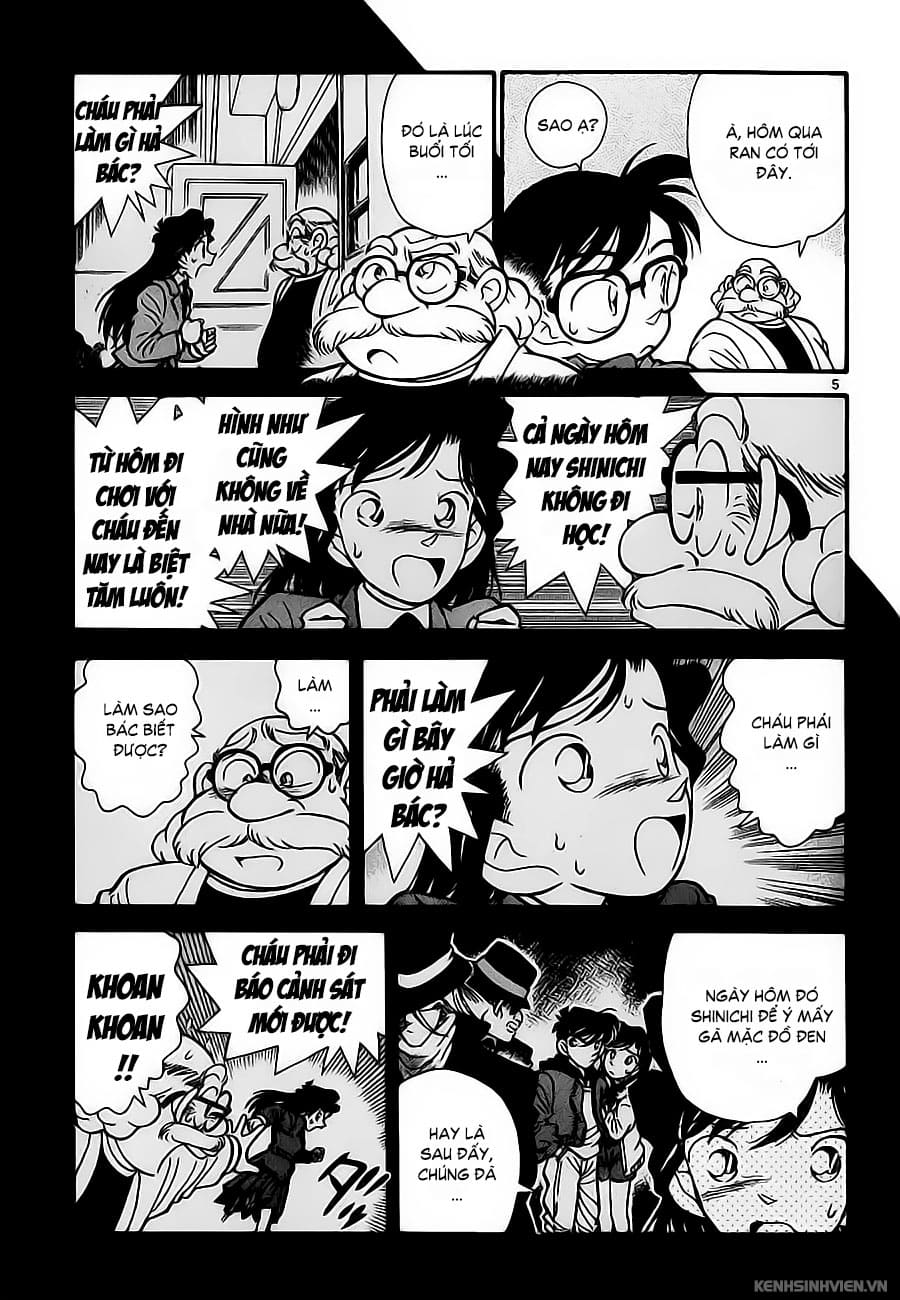 À, HÔM QUA
RAN CÓ TỚI
ĐÂY.
SAO Ạ?
ĐÓ LÀ LÚC
BUỔI TỐI
...
CHÁU PHẢI
LÀM GÌ HẢ
BÁC?
5
CẢ NGÀY HÔM
NAY SHINICHI
KHÔNG ĐI
HỌC!
HÌNH NHƯ
CŨNG
KHÔNG VỀ
NHÀ NỮA!
TỪ HÔM ĐI
CHƠI VỚI
CHÁU ĐẾN
NAY LÀ BIỆT
TĂM LUÔN!
CHÁU PHẢI
LÀM GÌ
...
PHẢI LÀM
GÌ BÂY
GIỜ HẢ
BÁC?
LÀM
...
LÀM SAO
BÁC BIẾT
ĐƯỢC?
NGÀY HÔM ĐÓ
SHINICHI ĐỂ Ý MẤY
GÃ MẶC ĐỒ ĐEN
...
HAY LÀ
SAU ĐẤY,
CHÚNG ĐÃ
...
CHÁU PHẢI ĐI
BÁO CẢNH SÁT
MỚI ĐƯỢC!
KHOAN
KHOAN
!!
ダッ
KENHSINHVIEN.VN